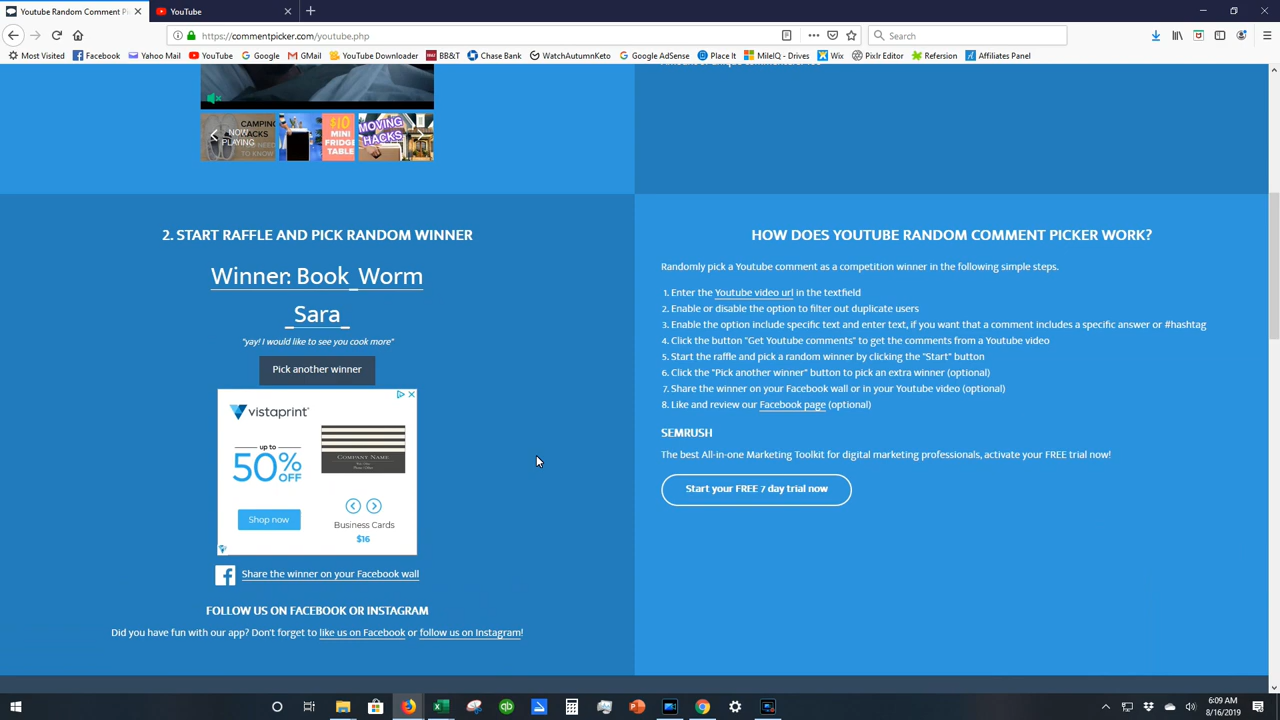 Youtube Random Comment Pi
YouTube
https://commentpicker.com/youtube.php
Search
Most Visited
Facebook
Yahoo Mail
YouTube
Google
GMail
YouTube Downloader
BB&T
Chase Bank
WatchAutumnKeto
Google AdSense
Place It
MileIQ - Drives
Wix
Pixlr Editor
Refersion
Affiliates Panel
CAMPING
HACKS
NOW
PLAYING
$10
MINI
FRIDGE
TABLE
MOVING
HACKS
2. START RAFFLE AND PICK RANDOM WINNER
Winner: Book_Worm
_Sara_
"yay! I would like to see you cook more"
Pick another winner
vistaprint
up to
50%
OFF
Shop now
COMPANY NAME
Business Cards
$16
Share the winner on your Facebook wall
FOLLOW US ON FACEBOOK OR INSTAGRAM
Did you have fun with our app? Don't forget to like us on Facebook or follow us on Instagram!
HOW DOES YOUTUBE RANDOM COMMENT PICKER WORK?
Randomly pick a Youtube comment as a competition winner in the following simple steps.
1. Enter the Youtube video url in the textfield
2. Enable or disable the option to filter out duplicate users
3. Enable the option include specific text and enter text, if you want that a comment includes a specific answer or #hashtag
4. Click the button "Get Youtube comments" to get the comments from a Youtube video
5. Start the raffle and pick a random winner by clicking the "Start" button
6. Click the "Pick another winner" button to pick an extra winner (optional)
7. Share the winner on your Facebook wall or in your Youtube video (optional)
8. Like and review our Facebook page (optional)
SEMRUSH
The best All-in-one Marketing Toolkit for digital marketing professionals, activate your FREE trial now!
Start your FREE 7 day trial now
6:09 AM
8/16/2019